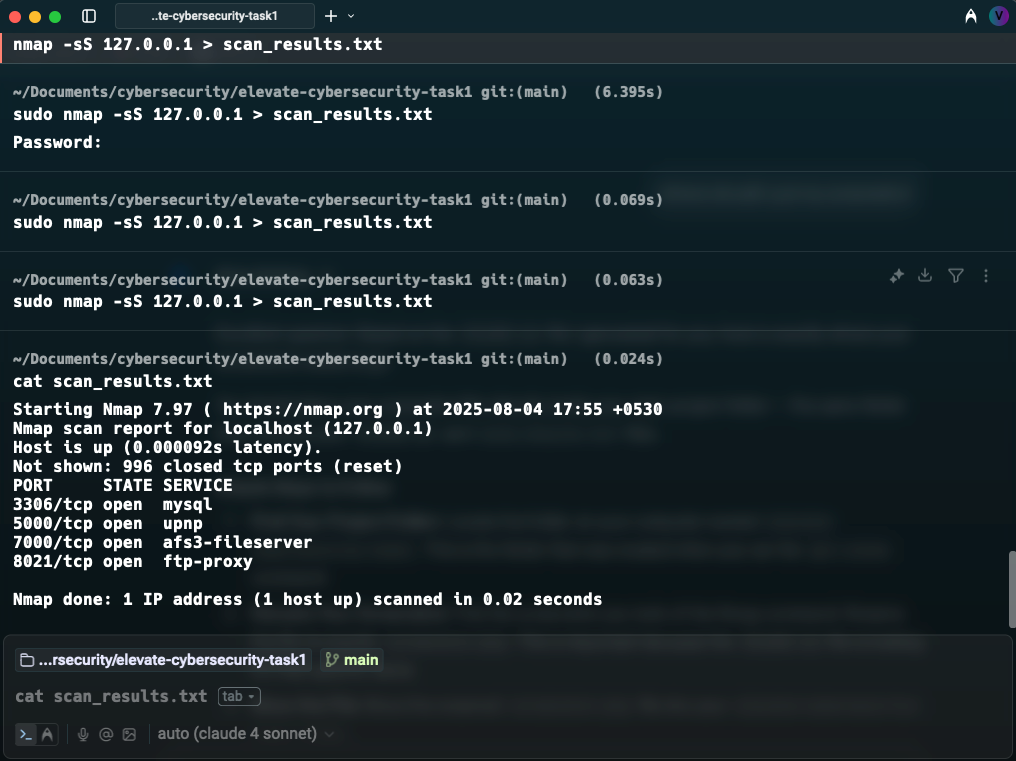 ..te-cybersecurity-task1
V
nmap -sS 127.0.0.1 > scan_results.txt
~/Documents/cybersecurity/elevate-cybersecurity-task1 git:(main) (6.395s)
sudo nmap -sS 127.0.0.1 > scan_results.txt
Password:
~/Documents/cybersecurity/elevate-cybersecurity-task1 git:(main) (0.069s)
sudo nmap -sS 127.0.0.1 > scan_results.txt
~/Documents/cybersecurity/elevate-cybersecurity-task1 git:(main) (0.063s)
sudo nmap -sS 127.0.0.1 > scan_results.txt
~/Documents/cybersecurity/elevate-cybersecurity-task1 git:(main) (0.024s)
cat scan_results.txt
Starting Nmap 7.97 ( https://nmap.org ) at 2025-08-04 17:55 +0530
Nmap scan report for localhost (127.0.0.1)
Host is up (0.000092s latency).
Not shown: 996 closed tcp ports (reset)
PORT STATE SERVICE
3306/tcp open mysql
5000/tcp open upnp
7000/tcp open afs3-fileserver
8021/tcp open ftp-proxy
Nmap done: 1 IP address (1 host up) scanned in 0.02 seconds
...rsecurity/elevate-cybersecurity-task1 main
cat scan_results.txt tab
auto (claude 4 sonnet)